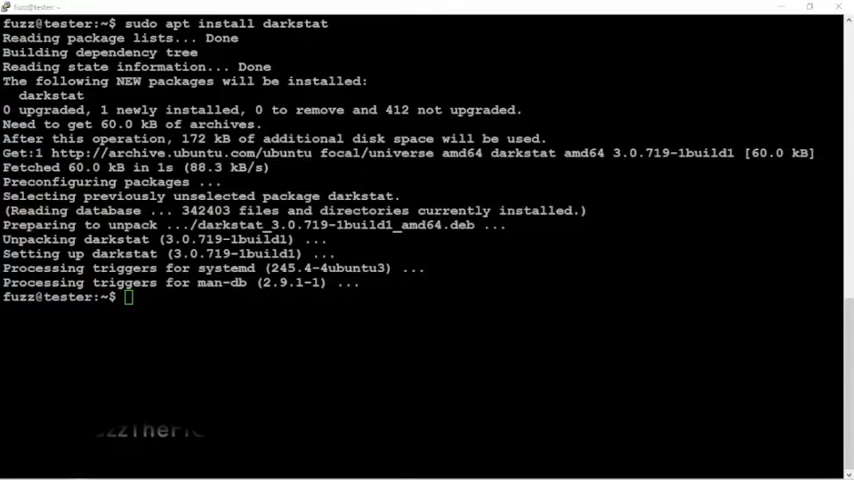 fuzz@tester: ~
fuzz@tester:~$ sudo apt install darkstat
Reading package lists... Done
Building dependency tree
Reading state information... Done
The following NEW packages will be installed:
  darkstat
0 upgraded, 1 newly installed, 0 to remove and 412 not upgraded.
Need to get 60.0 kB of archives.
After this operation, 172 kB of additional disk space will be used.
Get:1 http://archive.ubuntu.com/ubuntu focal/universe amd64 darkstat amd64 3.0.719-1build1 [60.0 kB]
Fetched 60.0 kB in 1s (88.3 kB/s)
Preconfiguring packages ...
Selecting previously unselected package darkstat.
(Reading database ... 342403 files and directories currently installed.)
Preparing to unpack .../darkstat_3.0.719-1build1_amd64.deb ...
Unpacking darkstat (3.0.719-1build1) ...
Setting up darkstat (3.0.719-1build1) ...
Processing triggers for systemd (245.4-4ubuntu3) ...
Processing triggers for man-db (2.9.1-1) ...
fuzz@tester:~$